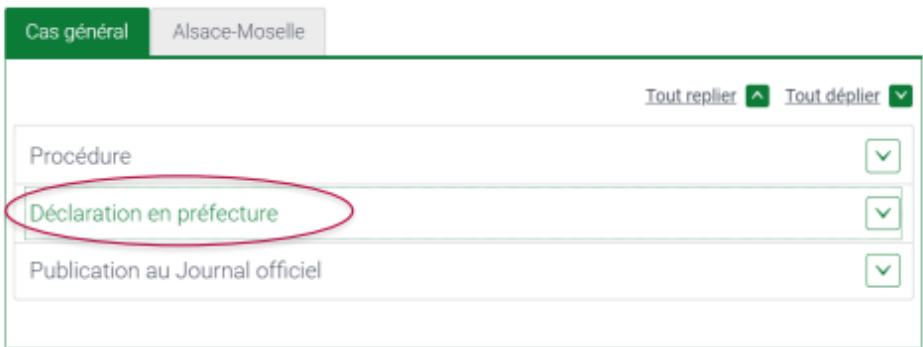 Cas général Alsace-Moselle
Tout replier Tout déplier
Procédure
Déclaration en préfecture
Publication au Journal officiel